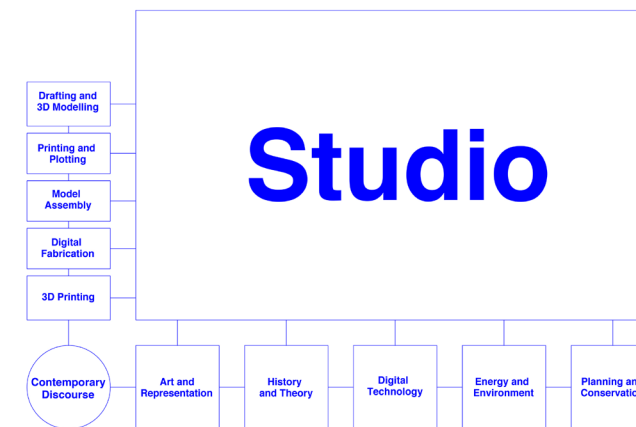 Drafting and
3D Modelling
Studio
Printing and
Plotting
Model
Assembly
Digital
Fabrication
3D Printing
Contemporary
Discourse
Art and
Representation
History
and Theory
Digital
Technology
Energy and
Environment
Planning